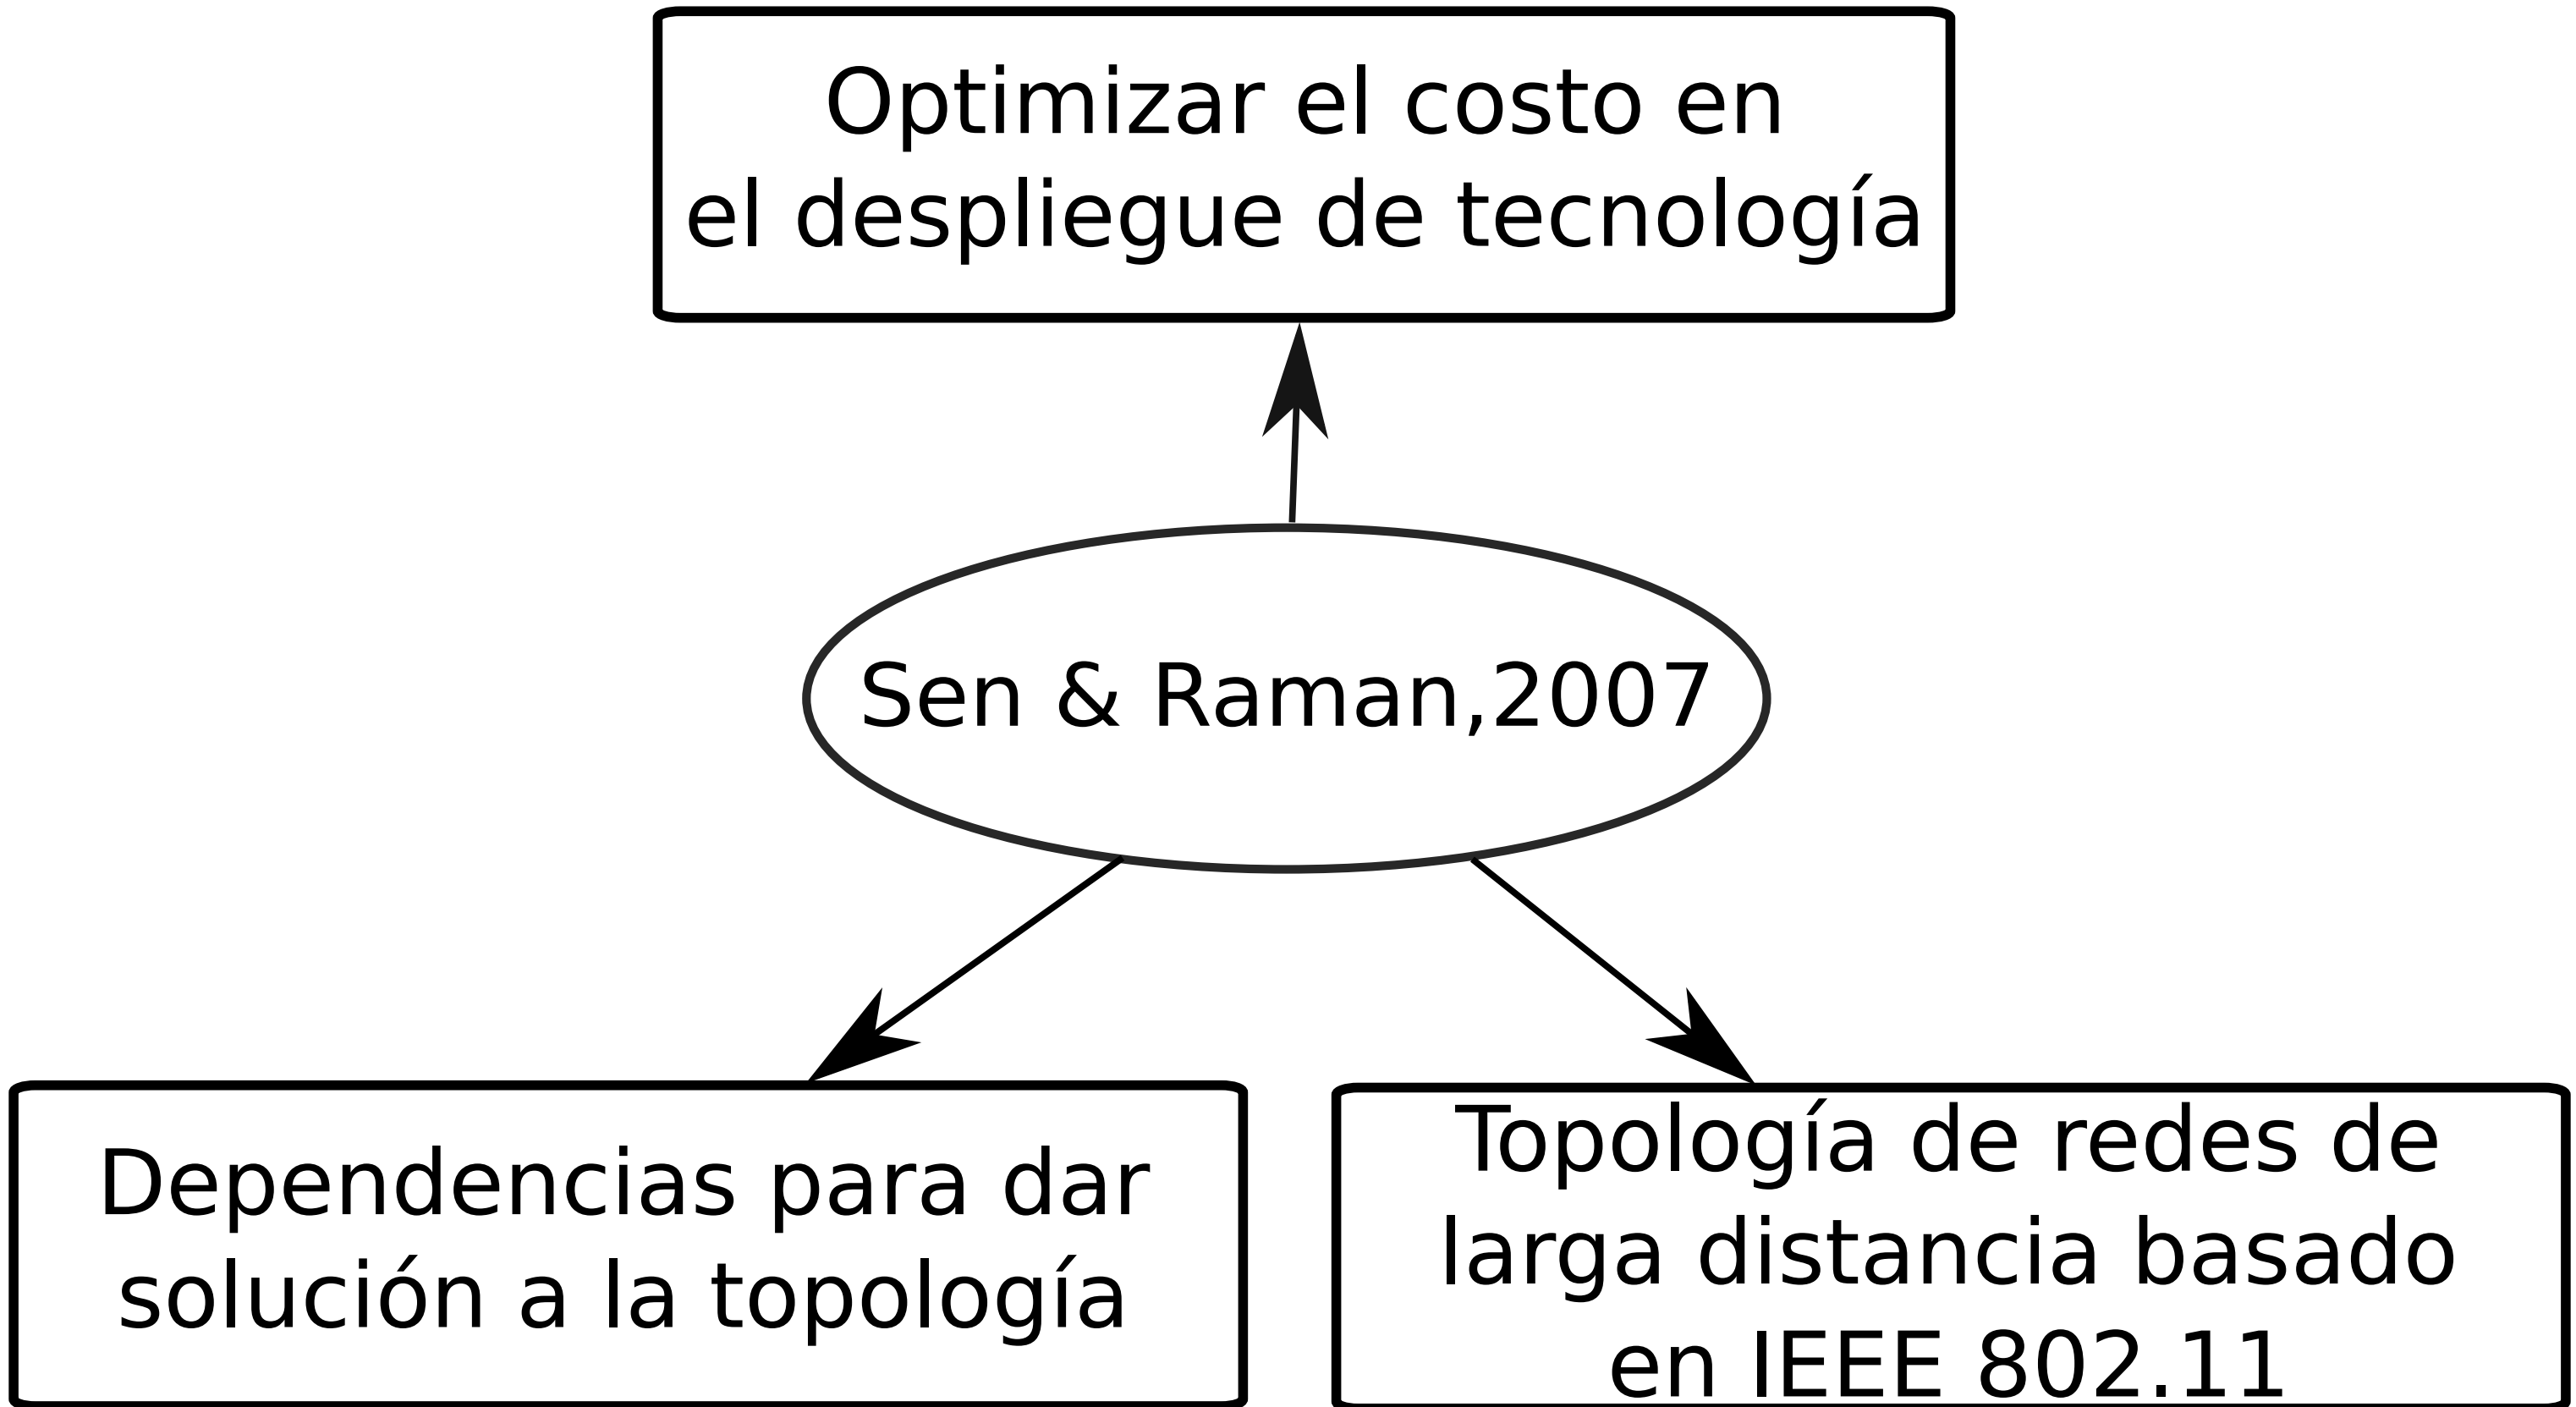 Optimizar el costo en
el despliegue de tecnología
Sen & Raman,2007
Dependencias para dar
solución a la topología
Topología de redes de
larga distancia basado
en IEEE 802.11